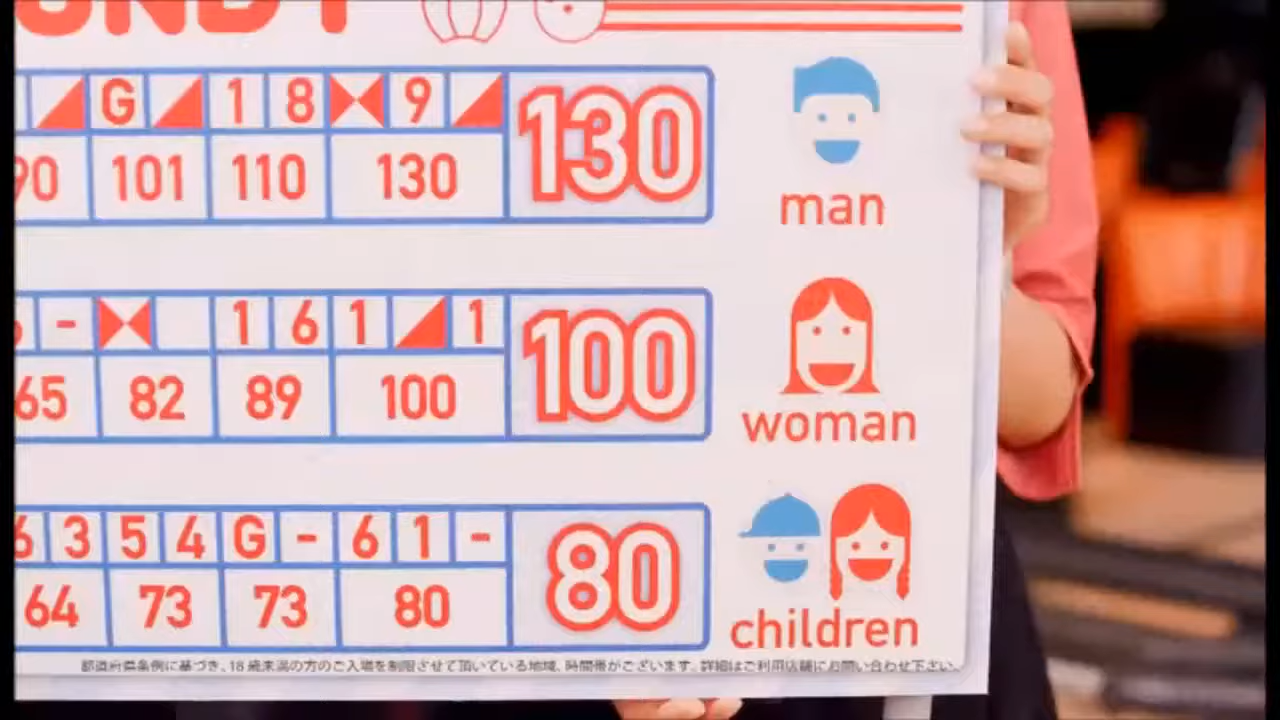 G 1 8 9 130
90 101 110 130
man
- 1 6 1 1 100
65 82 89 100
woman
6 3 5 4 G - 6 1 - 80
64 73 73 80
children
都道府県条例に基づき、18歳未満の方のご入場を制限させて頂いている地域、時間帯がございます。詳細はご利用店舗にお問い合わせ下さい。